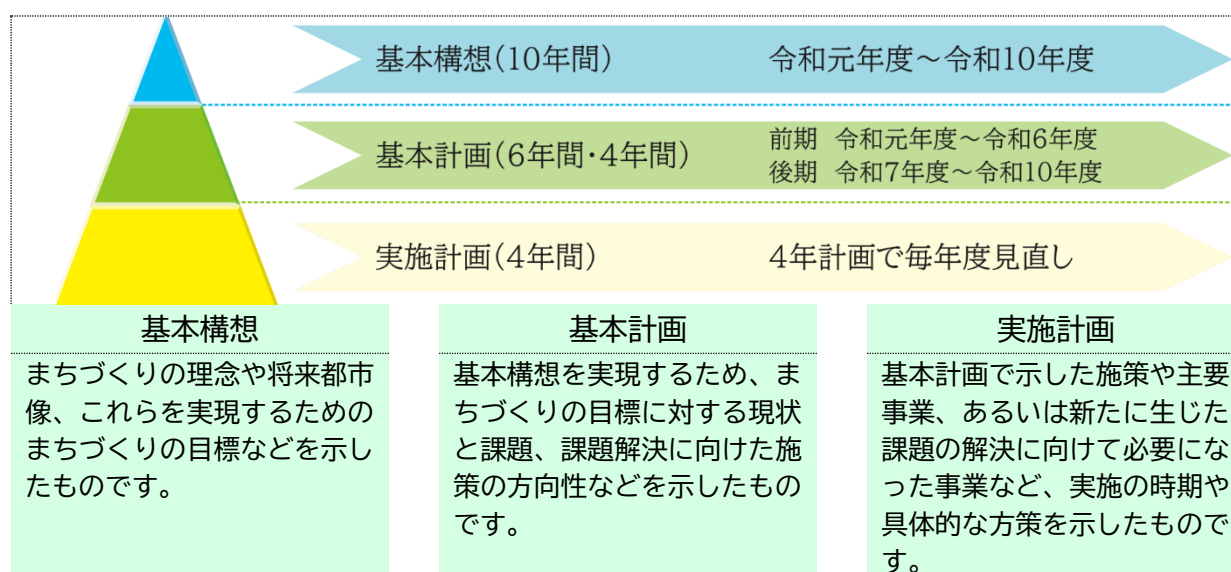 基本構想(10年間) 令和元年度～令和10年度
基本計画(6年間・4年間) 前期 令和元年度～令和6年度
後期 令和7年度～令和10年度
実施計画(4年間) 4年計画で毎年度見直し
基本構想
まちづくりの理念や将来都市
像、これらを実現するための
まちづくりの目標などを示し
たものです。
基本計画
基本構想を実現するため、ま
ちづくりの目標に対する現状
と課題、課題解決に向けた施
策の方向性などを示したもの
です。
実施計画
基本計画で示した施策や主要
事業、あるいは新たに生じた
課題の解決に向けて必要にな
った事業など、実施の時期や
具体的な方策を示したもので
す。